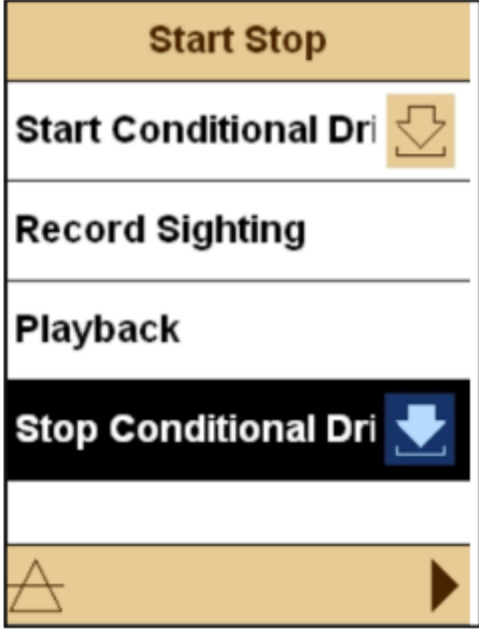 Start Stop
Start Conditional Dri
Record Sighting
Playback
Stop Conditional Dri